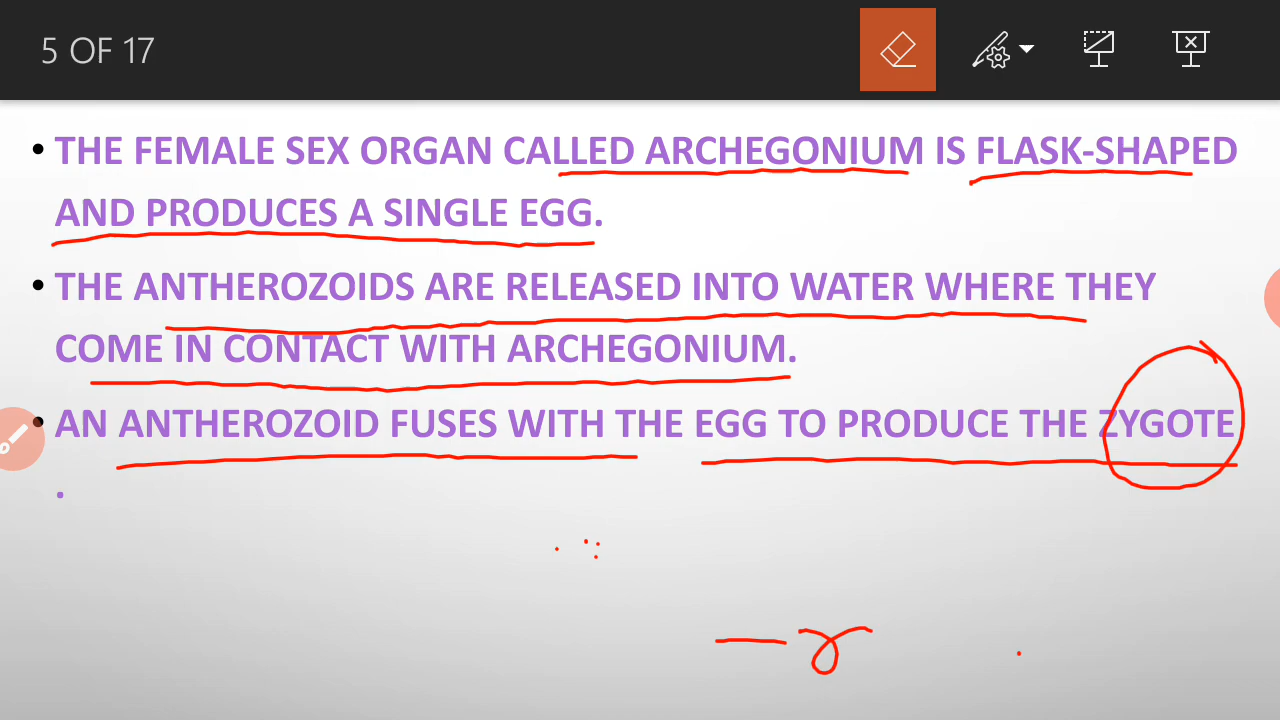 5 OF 17
• THE FEMALE SEX ORGAN CALLED ARCHEGONIUM IS FLASK-SHAPED
AND PRODUCES A SINGLE EGG.
• THE ANTHEROZOIDS ARE RELEASED INTO WATER WHERE THEY
COME IN CONTACT WITH ARCHEGONIUM.
• AN ANTHEROZOID FUSES WITH THE EGG TO PRODUCE THE ZYGOTE
.